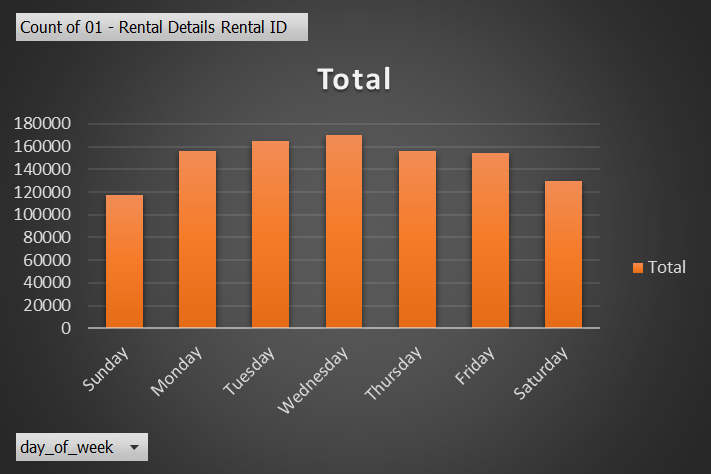 Count of 01 - Rental Details Rental ID
Total
180000
160000
140000
120000
100000
80000
60000
40000
20000
0
Sunday
Monday
Tuesday
Wednesday
Thursday
Friday
Saturday
Total
day_of_week